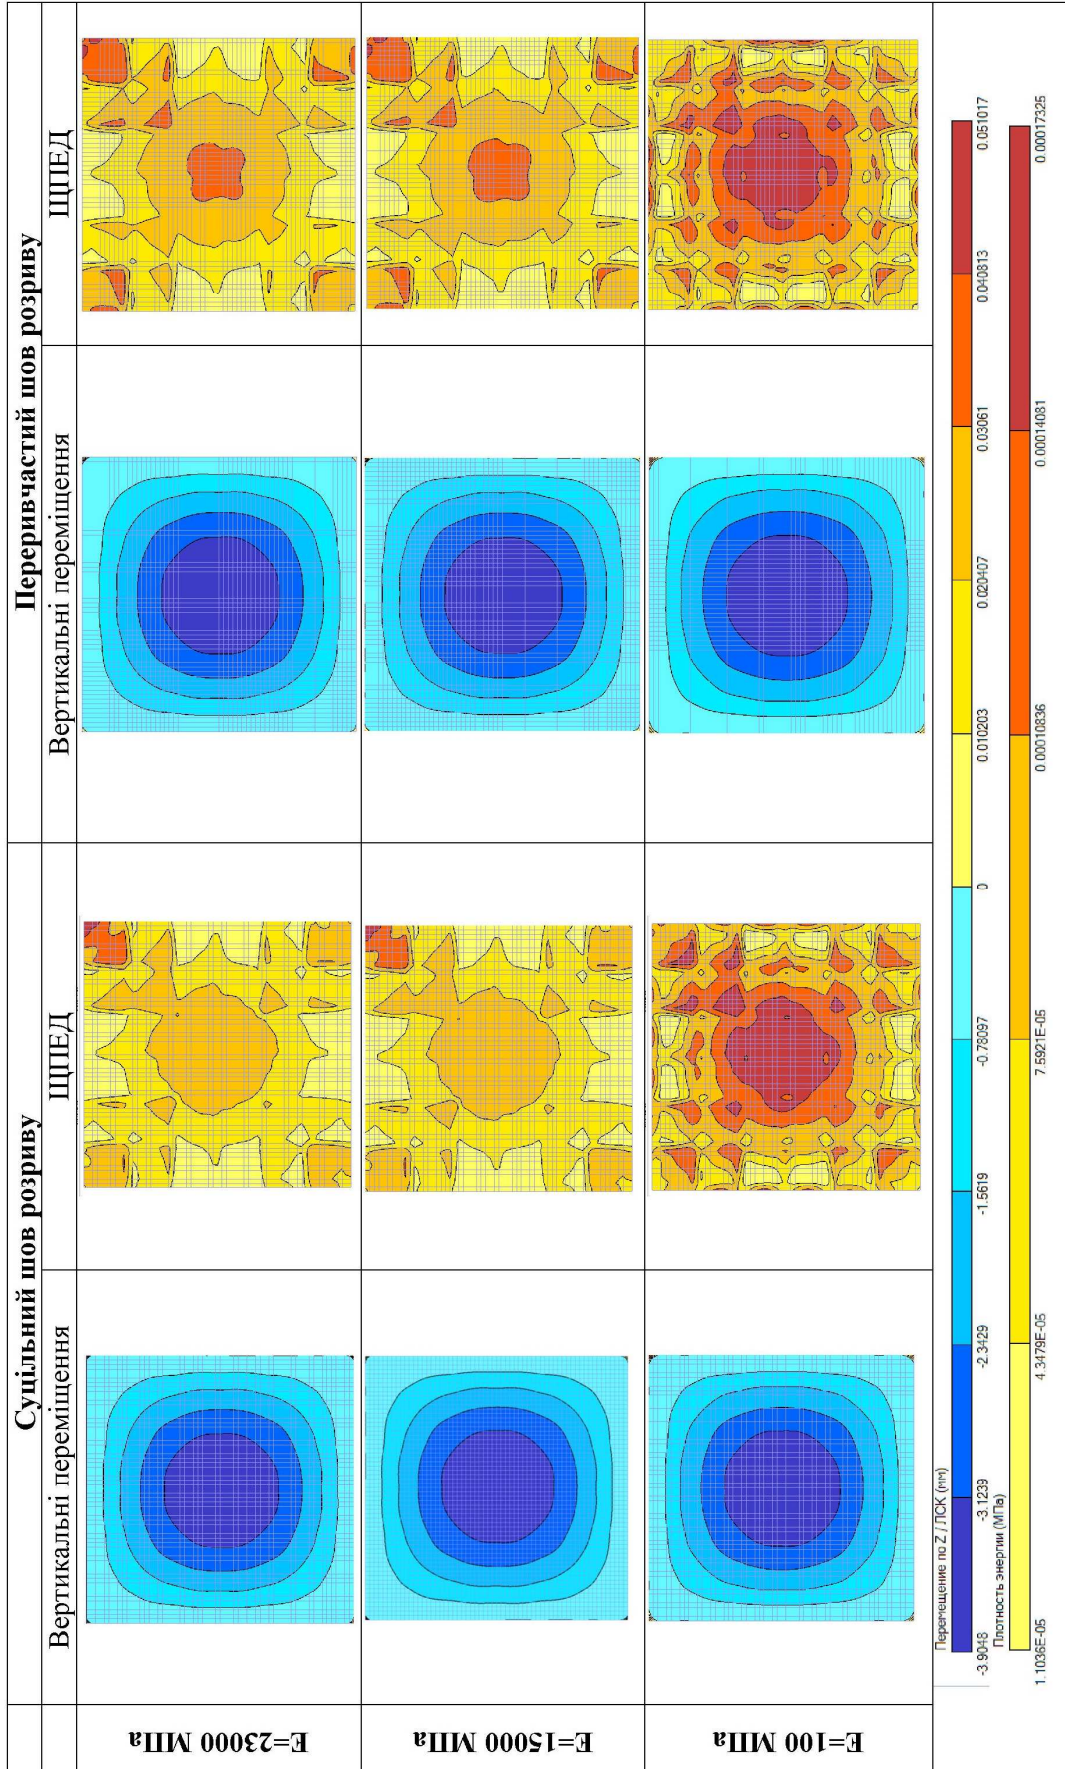 Суцільний шов розриву
Переривчастий шов розриву
Вертикальні переміщення
ЩПЕД
Вертикальні переміщення
ЩПЕД
E=23000 МПа
E=15000 МПа
E=100 МПа
Перемещение по Z / ЛСК (мм)
-3.9048 -3.1239 -2.3429 -1.5619 -0.78097 0 0.010203 0.020407 0.03061 0.040813 0.051017
Плотность энергии (МПа)
1.1036E-05 4.3479E-05 7.5921E-05 0.00010836 0.00014081 0.00017325